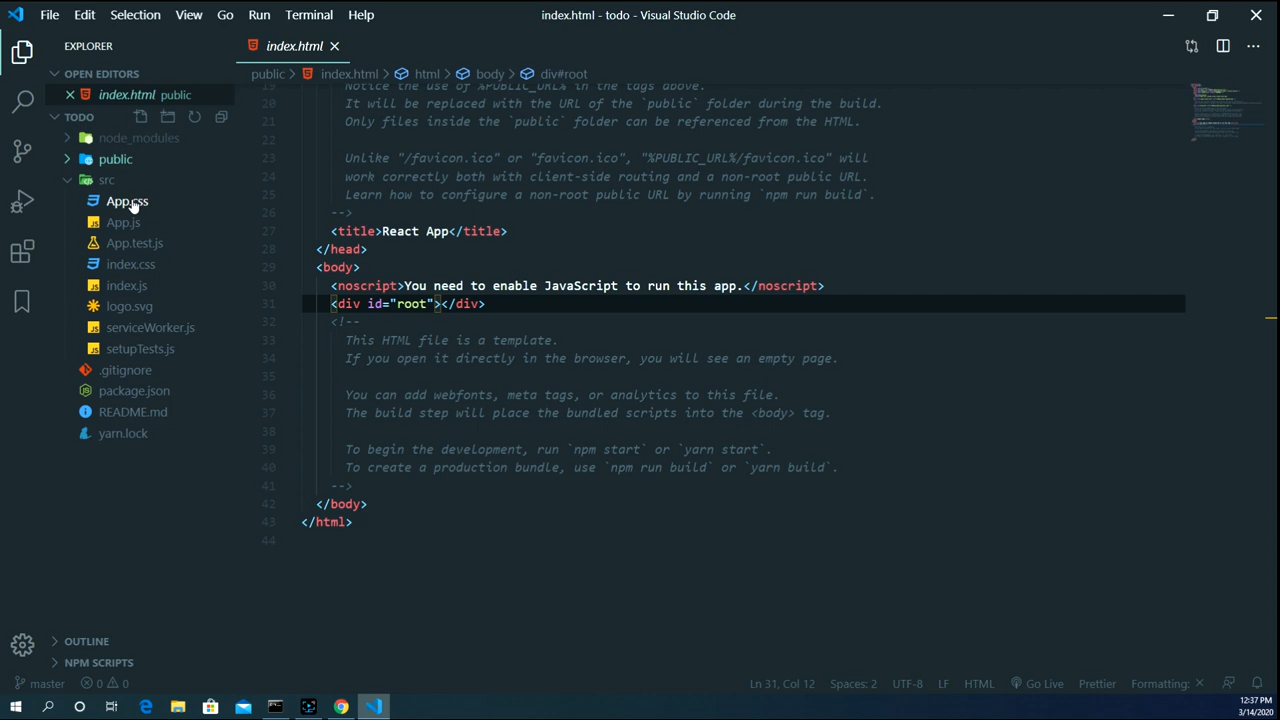 File Edit Selection View Go Run Terminal Help
index.html - todo - Visual Studio Code
EXPLORER
OPEN EDITORS
index.html public
TODO
node_modules
public
src
App.css
App.js
App.test.js
index.css
index.js
logo.svg
serviceWorker.js
setupTests.js
.gitignore
package.json
README.md
yarn.lock
OUTLINE
NPM SCRIPTS
index.html
public > index.html > html > body > div#root
19 Notice the use of %PUBLIC_URL% in the tags above.
20 It will be replaced with the URL of the `public` folder during the build.
21 Only files inside the `public` folder can be referenced from the HTML.
22
23 Unlike "/favicon.ico" or "favicon.ico", "%PUBLIC_URL%/favicon.ico" will
24 work correctly both with client-side routing and a non-root public URL.
25 Learn how to configure a non-root public URL by running `npm run build`.
26 -->
27 <title>React App</title>
28 </head>
29 <body>
30 <noscript>You need to enable JavaScript to run this app.</noscript>
31 <div id="root"></div>
32 <!--
33 This HTML file is a template.
34 If you open it directly in the browser, you will see an empty page.
35
36 You can add webfonts, meta tags, or analytics to this file.
37 The build step will place the bundled scripts into the <body> tag.
38
39 To begin the development, run `npm start` or `yarn start`.
40 To create a production bundle, use `npm run build` or `yarn build`.
41 -->
42 </body>
43 </html>
44
master 0 0
Ln 31, Col 12 Spaces: 2 UTF-8 LF HTML Go Live Prettier Formatting: ×
12:37 PM
3/14/2020